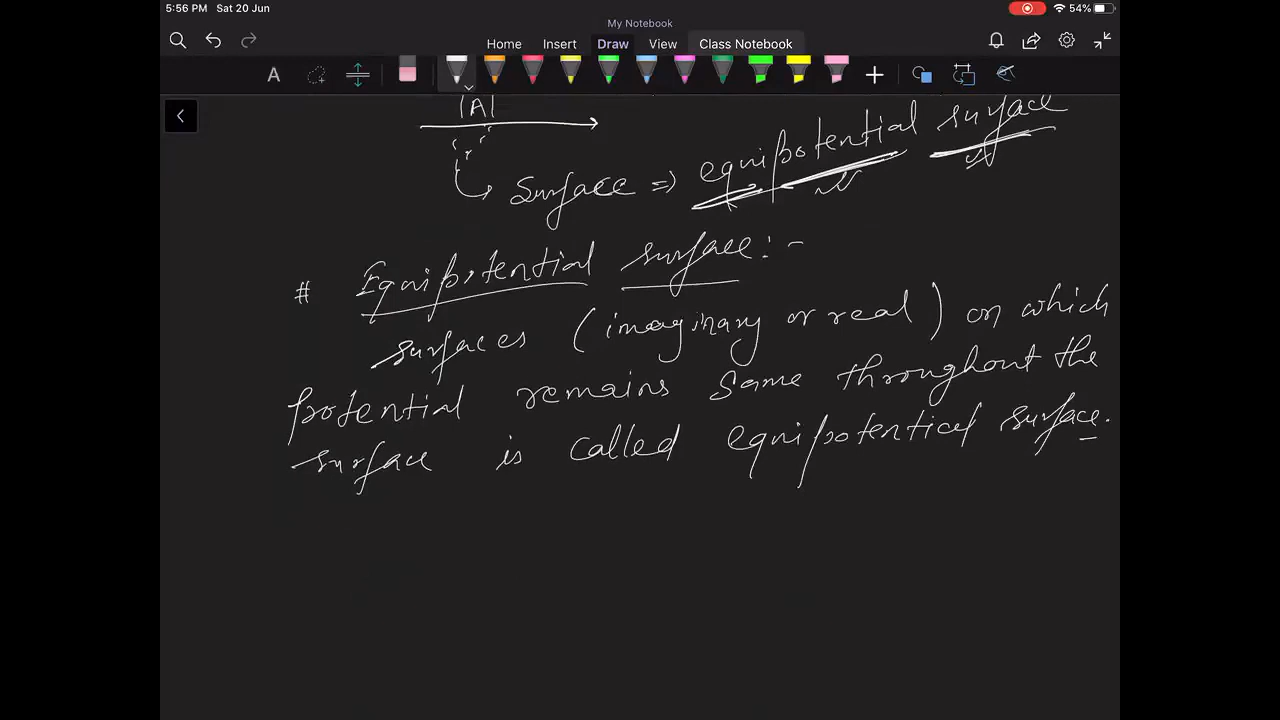 5:56 PM Sat 20 Jun
54%
My Notebook
Home Insert Draw View Class Notebook
A
|A|
Surface => equipotential surface
# Equipotential surface:-
surfaces (imaginary or real) on which
potential remains same throughout the
surface is called equipotential surface.